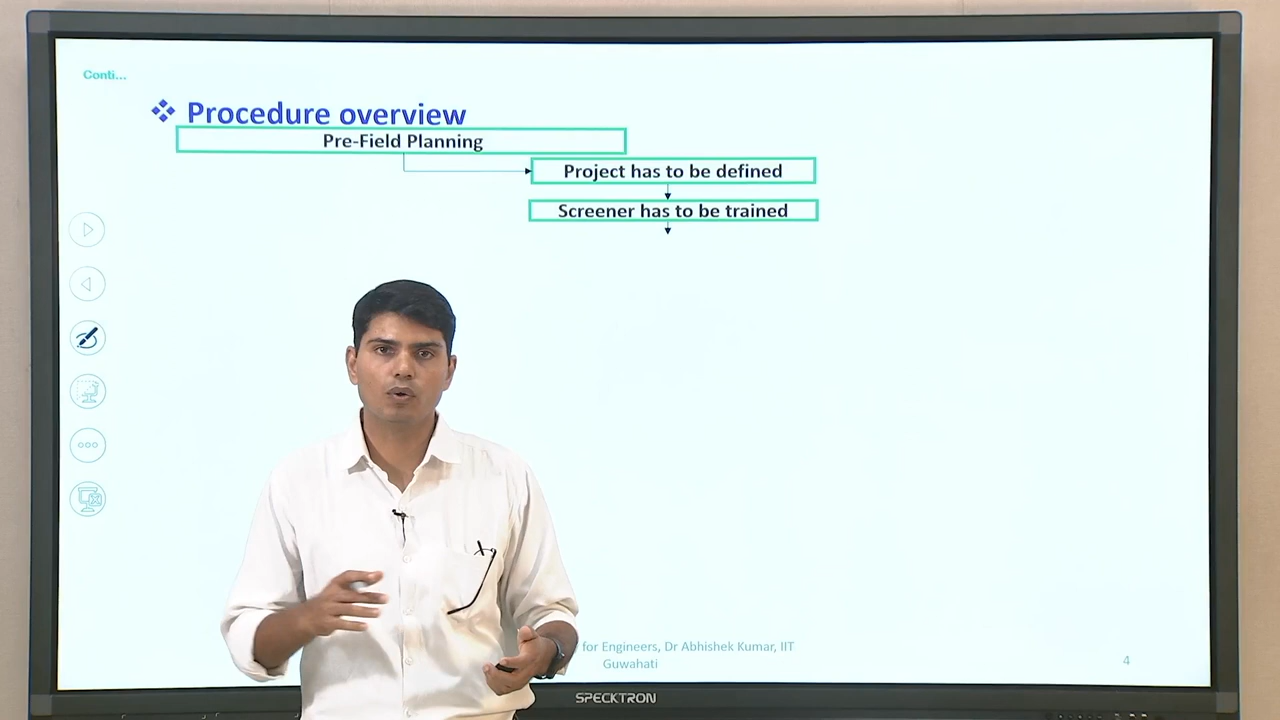 Conti...
Procedure overview
Pre-Field Planning
Project has to be defined
Screener has to be trained
for Engineers, Dr Abhishek Kumar, IIT
Guwahati
4
SPECKTRON